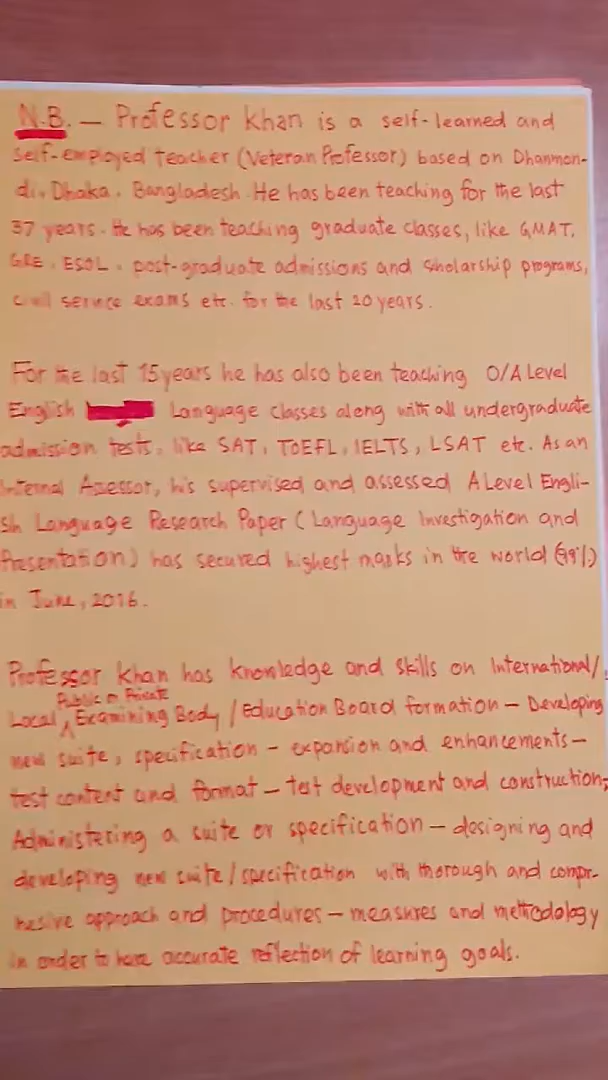 N.B. — Professor Khan is a self-learned and
self-employed teacher (Veteran Professor) based on Dhanmon-
di, Dhaka, Bangladesh. He has been teaching for the last
37 years. He has been teaching graduate classes, like GMAT,
GRE, ESOL, post-graduate admissions and scholarship programs,
civil service exams etc. for the last 20 years.
For the last 15 years he has also been teaching O/A Level
English Language classes along with all undergraduate
admission tests, like SAT, TOEFL, IELTS, LSAT etc. As an
Internal Assessor, his supervised and assessed A Level Engli-
sh Language Research Paper (Language Investigation and
Presentation) has secured highest marks in the world (99%)
in June, 2016.
Professor Khan has knowledge and skills on International/
Public or Private
Local Examining Body / Education Board formation — Developing
new suite, specification — expansion and enhancements —
test content and format — test development and construction,
Administering a suite or specification — designing and
developing new suite/specification with thorough and compr-
hesive approach and procedures — measures and methodology
in order to have accurate reflection of learning goals.